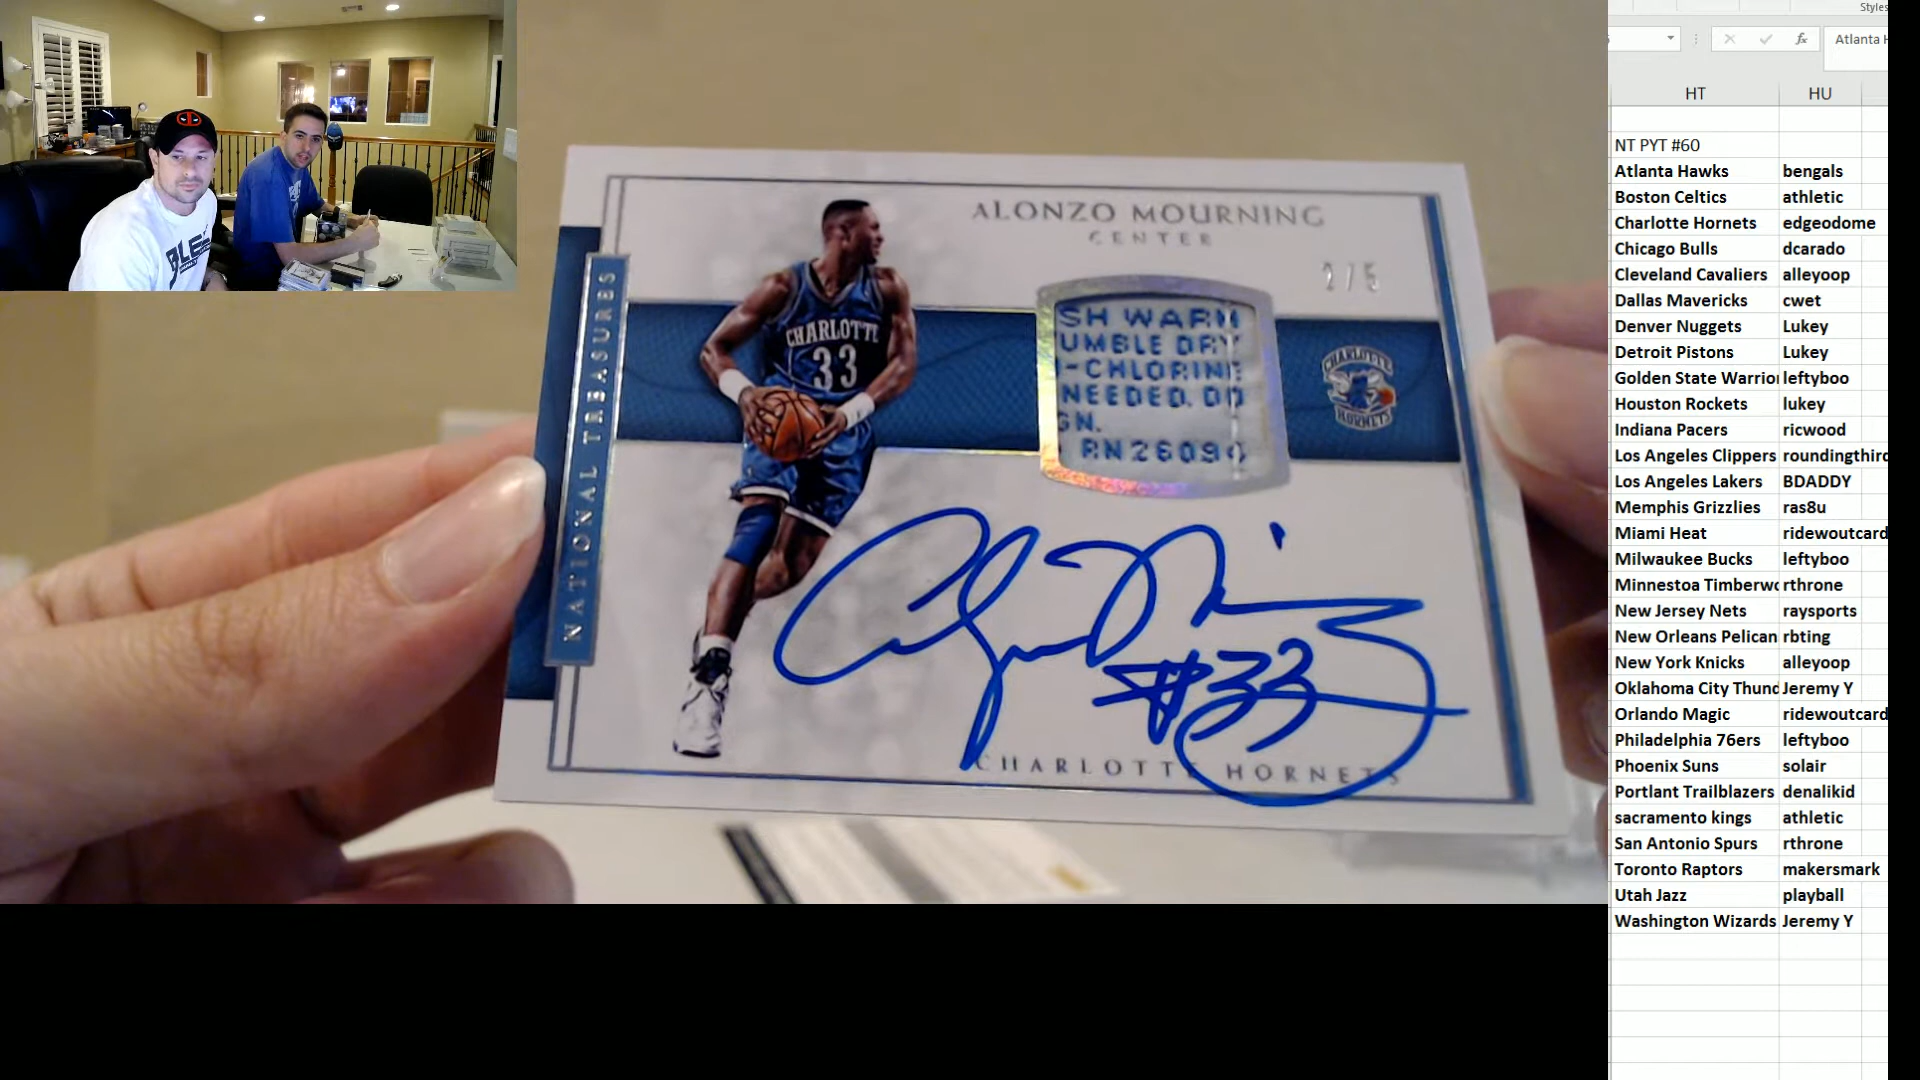 Styles
Atlanta H
HT HU
NT PYT #60
Atlanta Hawks bengals
Boston Celtics athletic
Charlotte Hornets edgeodome
Chicago Bulls dcarado
Cleveland Cavaliers alleyoop
Dallas Mavericks cwet
Denver Nuggets Lukey
Detroit Pistons Lukey
Golden State Warrior leftyboo
Houston Rockets lukey
Indiana Pacers ricwood
Los Angeles Clippers roundingthird
Los Angeles Lakers BDADDY
Memphis Grizzlies ras8u
Miami Heat ridewoutcard
Milwaukee Bucks leftyboo
Minnestoa Timberwo rthrone
New Jersey Nets raysports
New Orleans Pelican rbting
New York Knicks alleyoop
Oklahoma City Thund Jeremy Y
Orlando Magic ridewoutcard
Philadelphia 76ers leftyboo
Phoenix Suns solair
Portlant Trailblazers denalikid
sacramento kings athletic
San Antonio Spurs rthrone
Toronto Raptors makersmark
Utah Jazz playball
Washington Wizards Jeremy Y
ALONZO MOURNING
CENTER
2/5
NATIONAL TREASURES
CHARLOTTE
33
SH WARM
UMBLE DRY
-CHLORINE
NEEDED. DO
GN.
RN26090
CHARLOTTE
HORNETS
#33
CHARLOTTE HORNETS